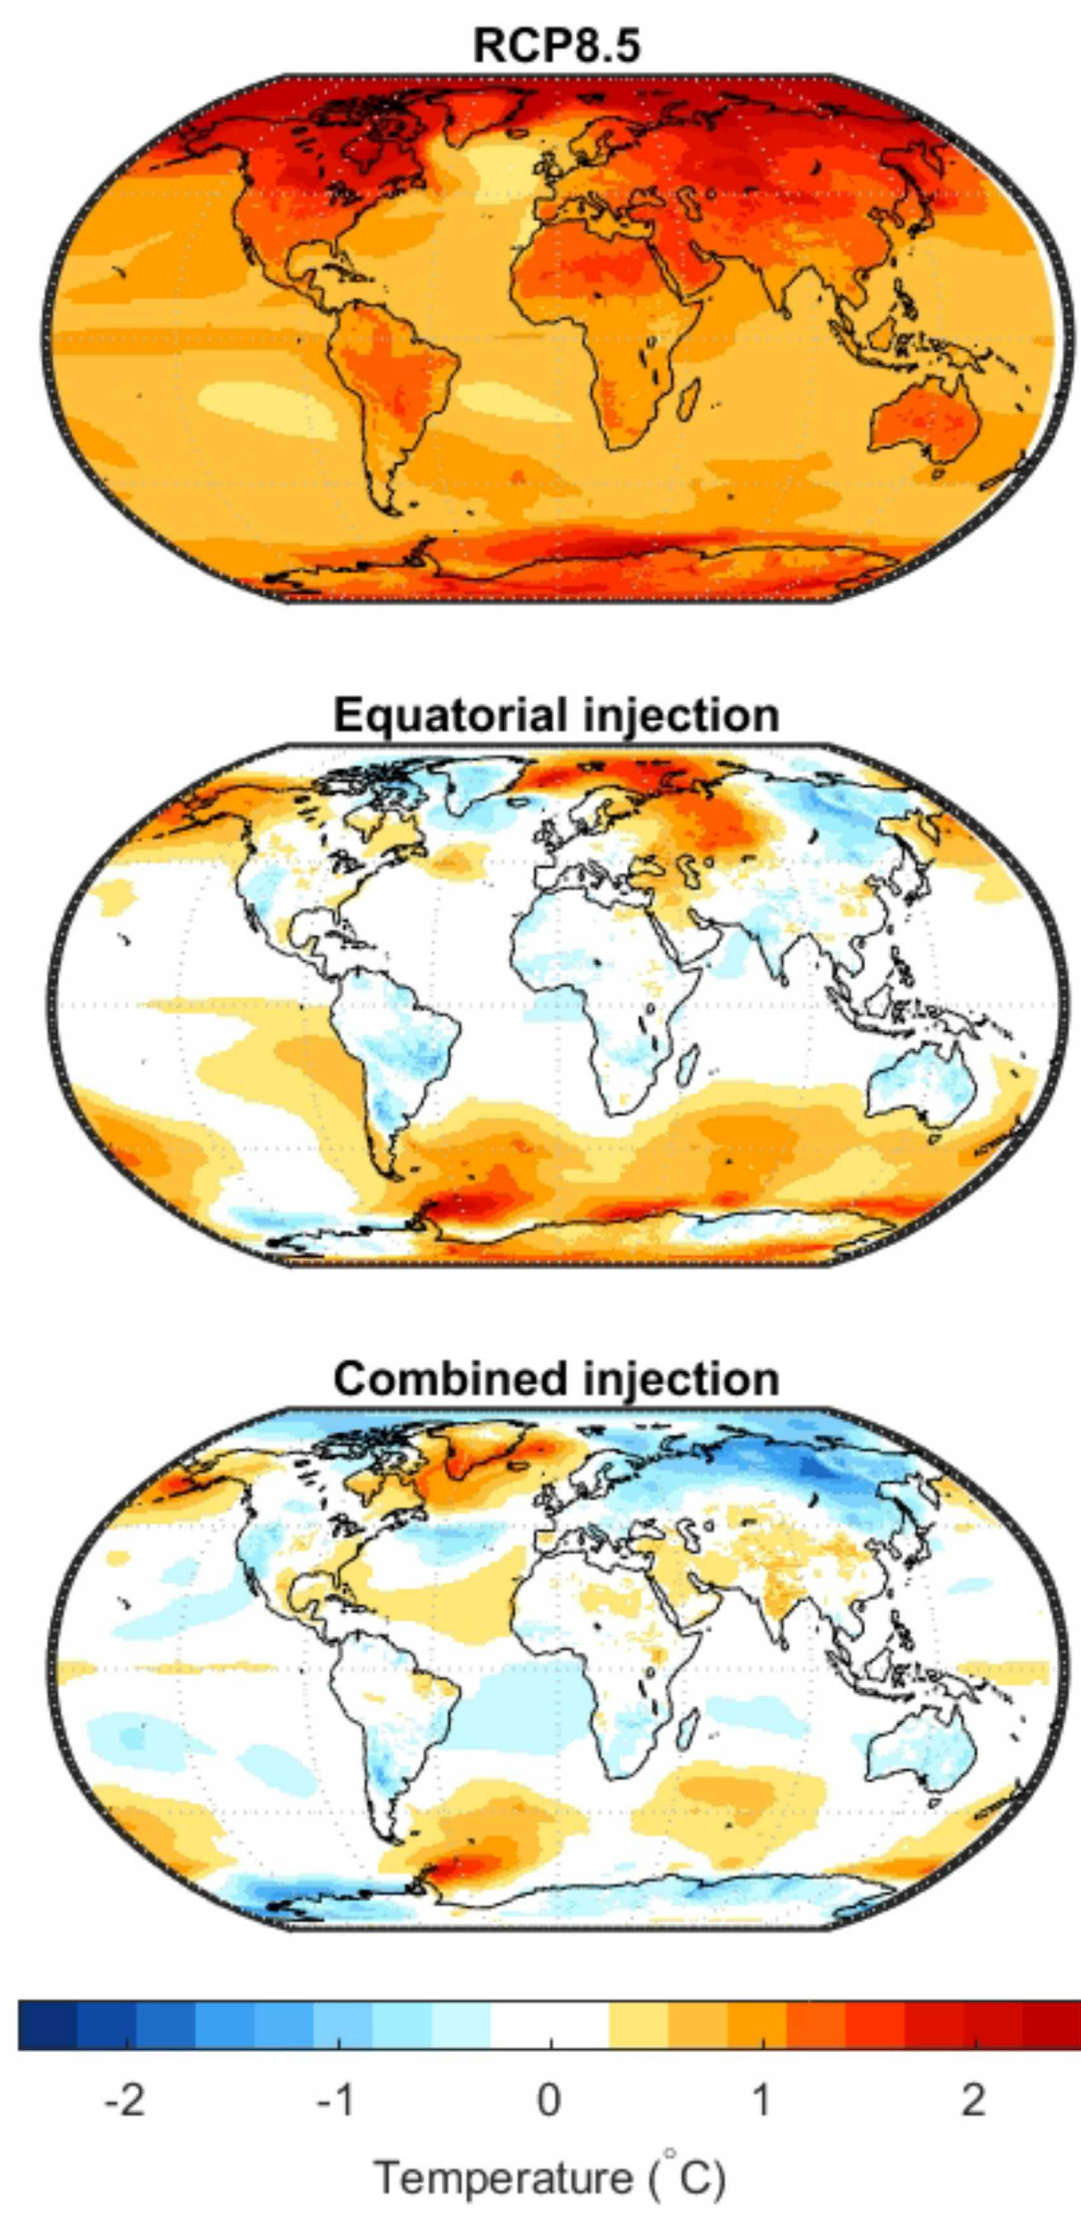 RCP8.5
Equatorial injection
Combined injection
-2 -1 0 1 2
Temperature (°C)